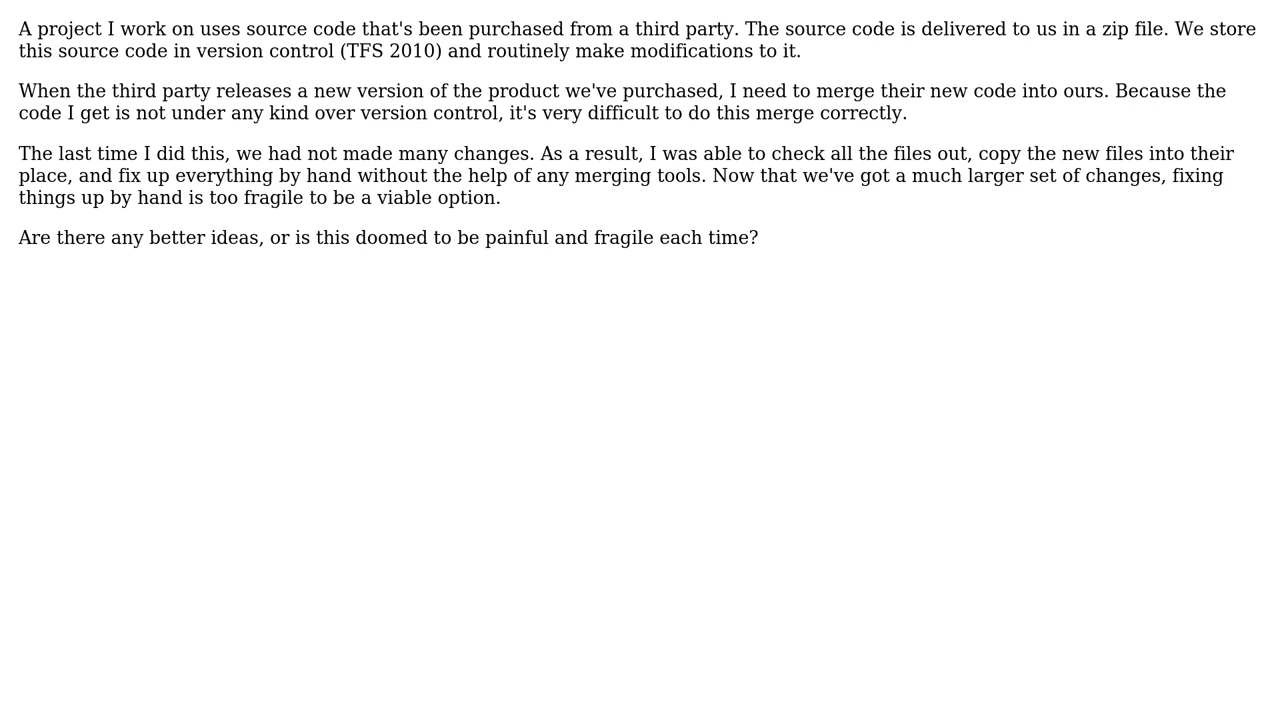 A project I work on uses source code that's been purchased from a third party. The source code is delivered to us in a zip file. We store
this source code in version control (TFS 2010) and routinely make modifications to it.
When the third party releases a new version of the product we've purchased, I need to merge their new code into ours. Because the
code I get is not under any kind over version control, it's very difficult to do this merge correctly.
The last time I did this, we had not made many changes. As a result, I was able to check all the files out, copy the new files into their
place, and fix up everything by hand without the help of any merging tools. Now that we've got a much larger set of changes, fixing
things up by hand is too fragile to be a viable option.
Are there any better ideas, or is this doomed to be painful and fragile each time?